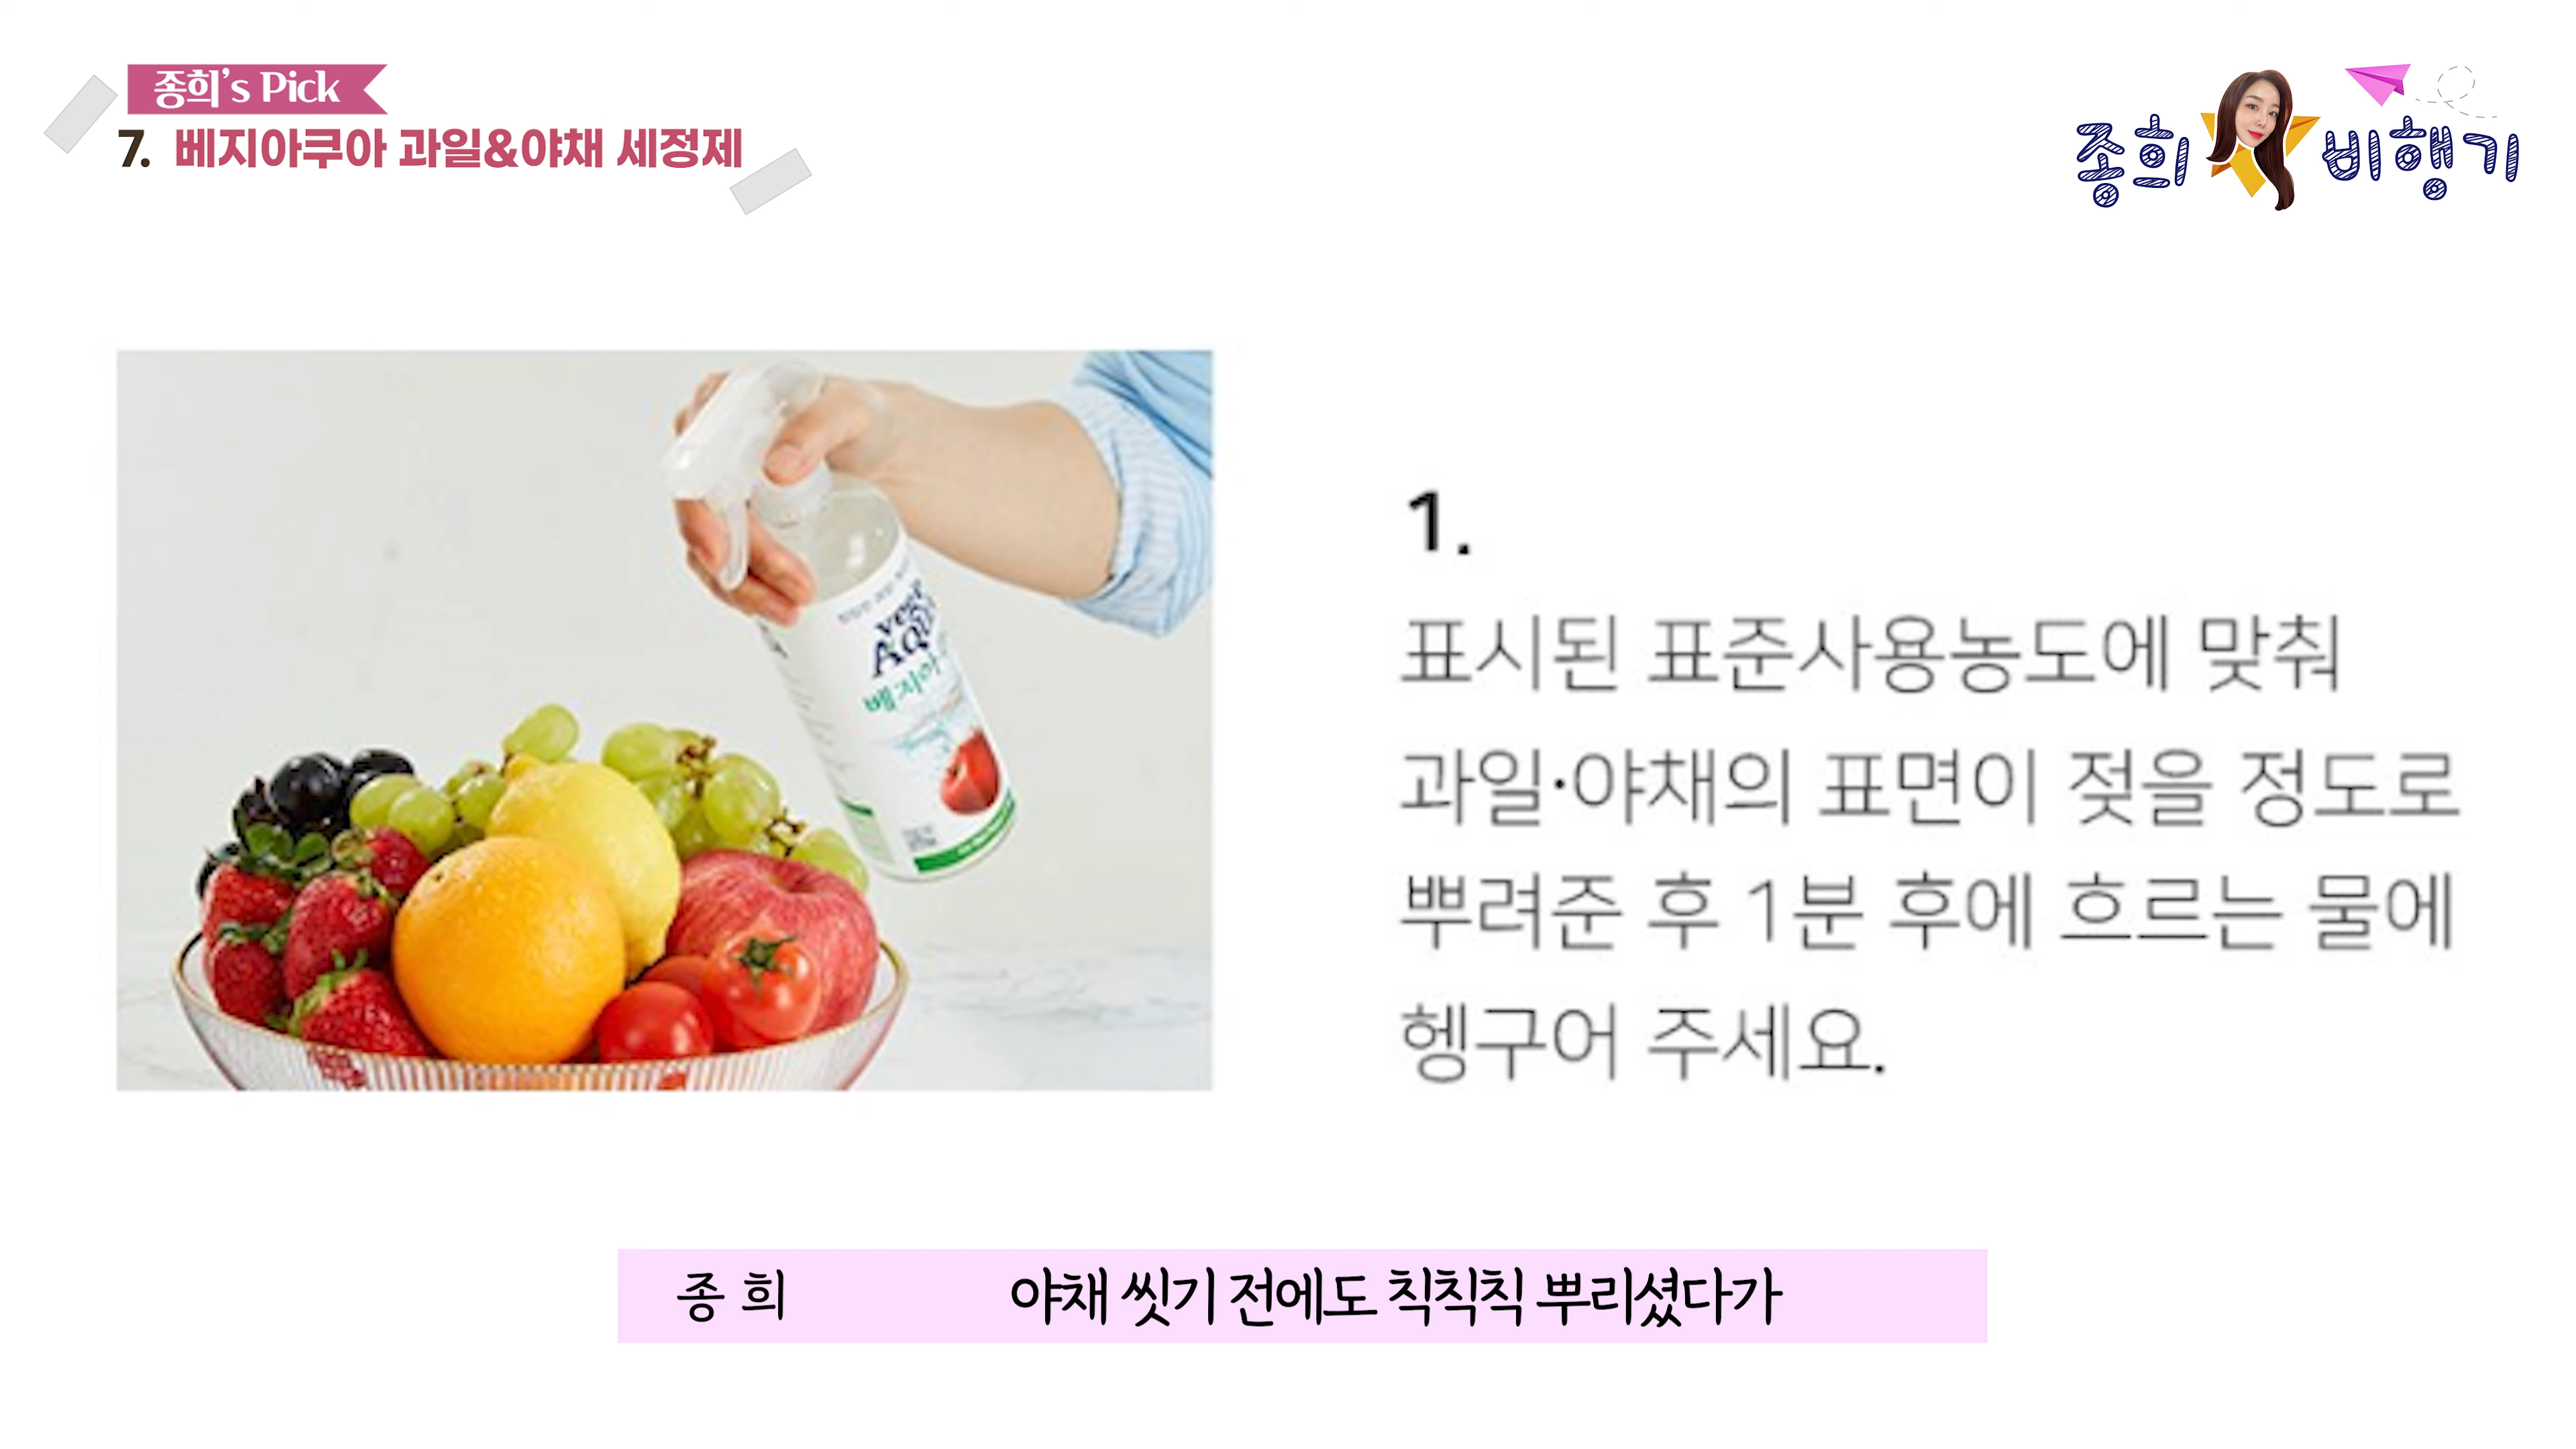 종희's Pick
7. 베지아쿠아 과일&야채 세정제
종희 비행기
베지아
1.
표시된 표준사용농도에 맞춰
과일·야채의 표면이 젖을 정도로
뿌려준 후 1분 후에 흐르는 물에
헹구어 주세요.
종 희 야채 씻기 전에도 칙칙칙 뿌리셨다가